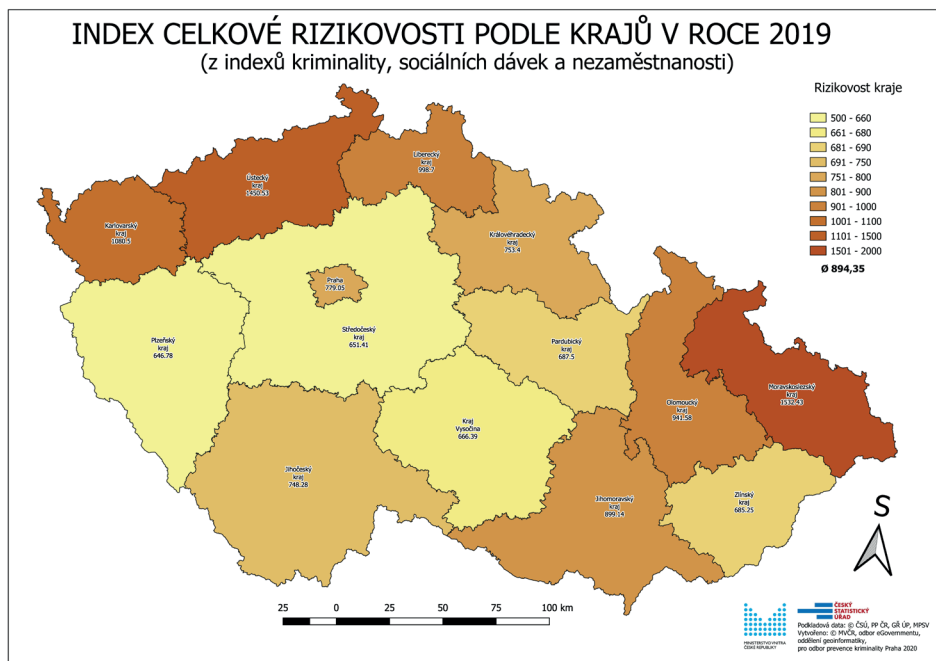 INDEX CELKOVÉ RIZIKOVOSTI PODLE KRAJŮ V ROCE 2019
(z indexů kriminality, sociálních dávek a nezaměstnanosti)
Rizikovost kraje
500 - 660
661 - 680
681 - 690
691 - 750
751 - 800
801 - 900
901 - 1000
1001 - 1100
1101 - 1500
1501 - 2000
Ø 894,35
Liberecký
kraj
998.7
Ústecký
kraj
1450.53
Karlovarský
kraj
1080.5
Královéhradecký
kraj
753.4
Praha
779.05
Středočeský
kraj
651.41
Plzeňský
kraj
646.78
Pardubický
kraj
687.5
Moravskoslezský
kraj
1532.43
Olomoucký
kraj
941.58
Kraj
Vysočina
666.39
Jihočeský
kraj
748.28
Jihomoravský
kraj
899.14
Zlínský
kraj
685.25
S
25 0 25 50 75 100 km
MINISTERSTVO VNITRA
ČESKÉ REPUBLIKY
ČESKÝ
STATISTICKÝ
ÚŘAD
Podkladová data: © ČSÚ, PP ČR, GŘ ÚP, MPSV
Vytvořeno: © MVČR, odbor eGovernmentu,
oddělení geoinformatiky,
pro odbor prevence kriminality Praha 2020